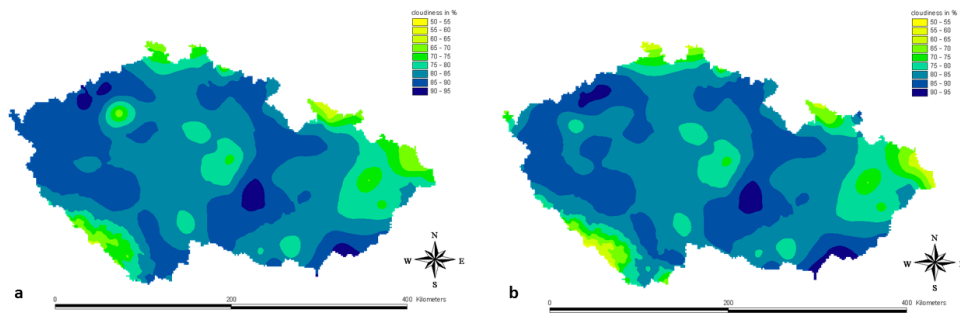 cloudiness in %
50 - 55
55 - 60
60 - 65
65 - 70
70 - 75
75 - 80
80 - 85
85 - 90
90 - 95
N
W E
S
a
0 200 400 Kilometers
cloudiness in %
50 - 55
55 - 60
60 - 65
65 - 70
70 - 75
75 - 80
80 - 85
85 - 90
90 - 95
N
W E
S
b
0 200 400 Kilometers